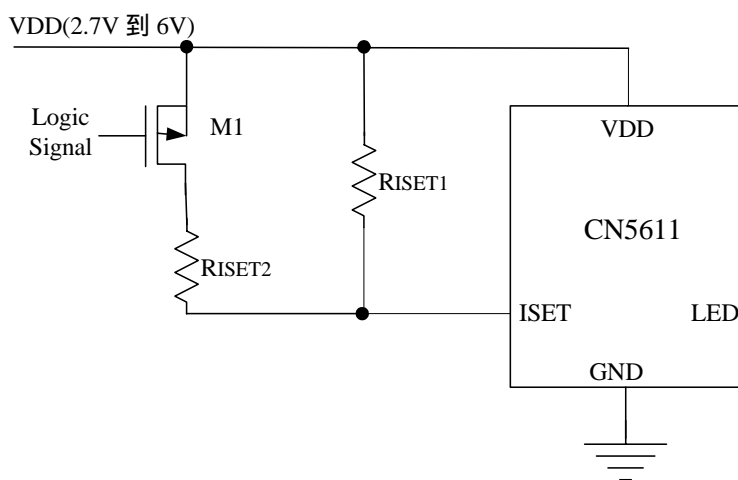 VDD(2.7V 到 6V)
Logic
Signal
M1
RISET1
RISET2
VDD
CN5611
ISET
LED
GND